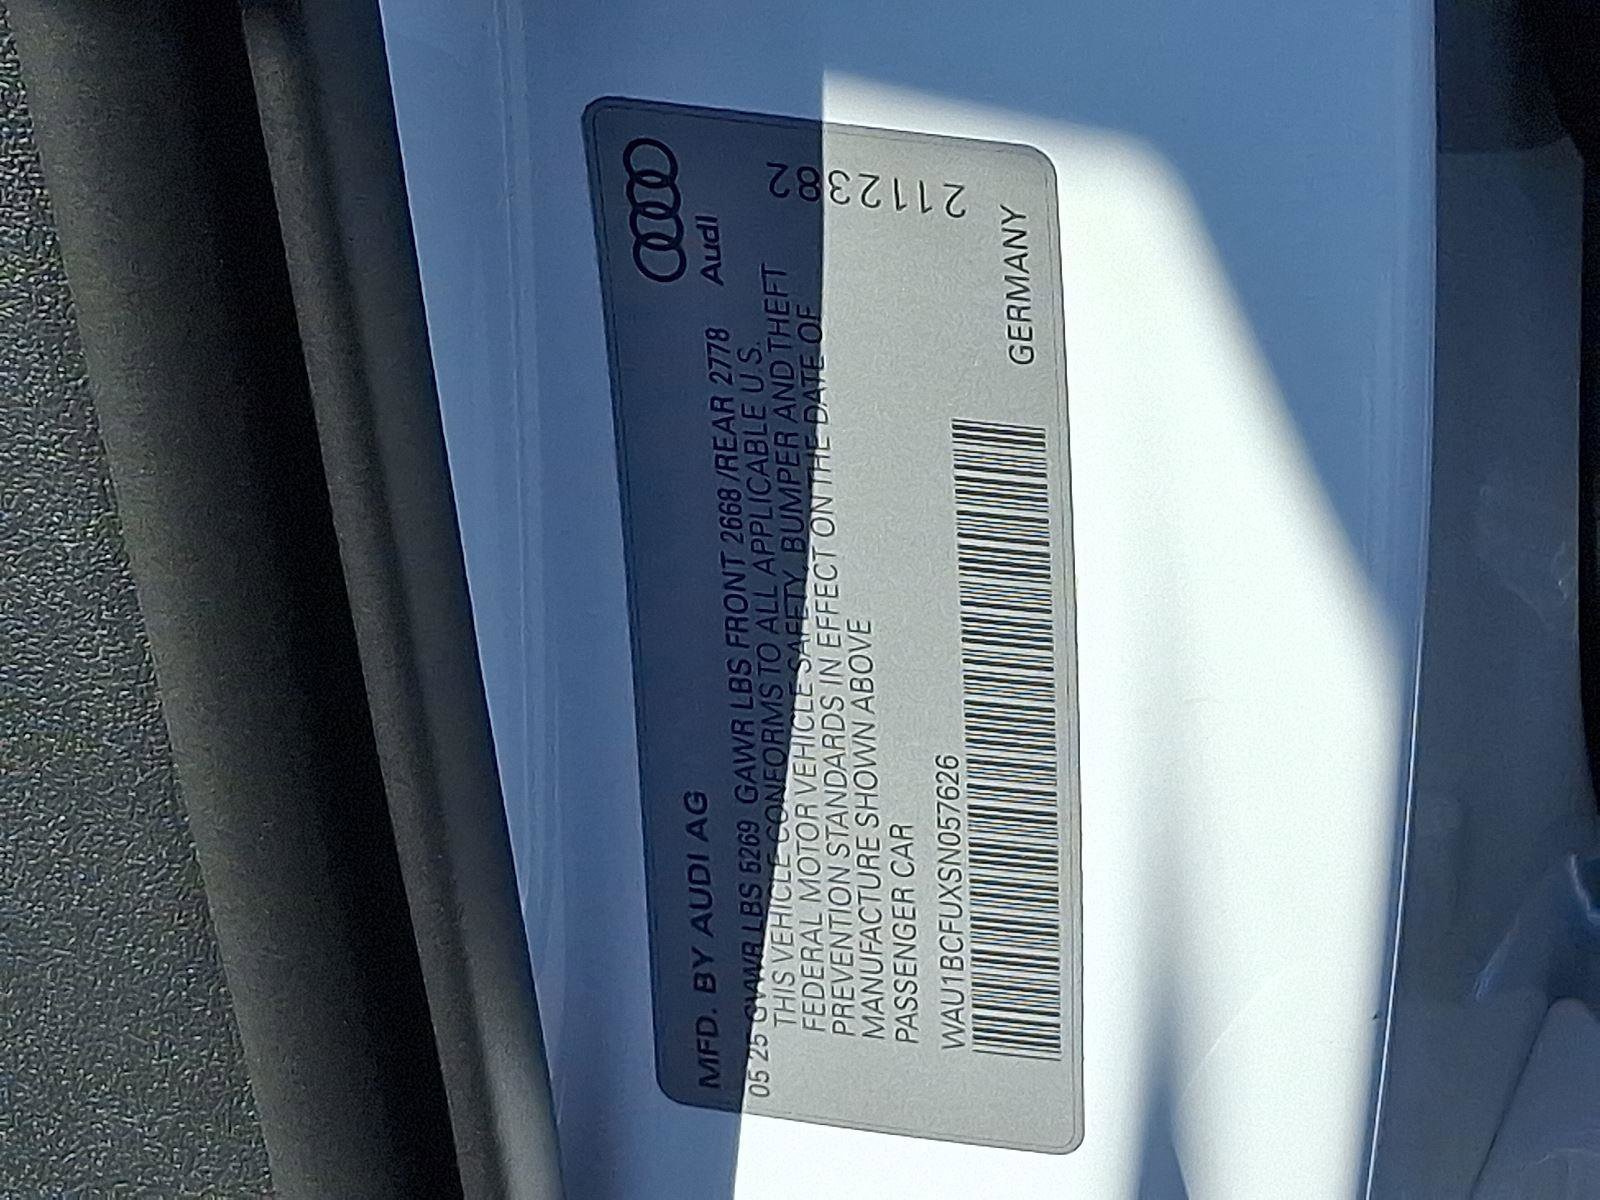 MFD. BY AUDI AG
Audi
05 25 GVWR LBS 5269 GAWR LBS FRONT 2668 /REAR 2778
THIS VEHICLE CONFORMS TO ALL APPLICABLE U.S.
FEDERAL MOTOR VEHICLE SAFETY, BUMPER AND THEFT
PREVENTION STANDARDS IN EFFECT ON THE DATE OF
MANUFACTURE SHOWN ABOVE
PASSENGER CAR
WAU1BCFUXSN057626
GERMANY
2112382